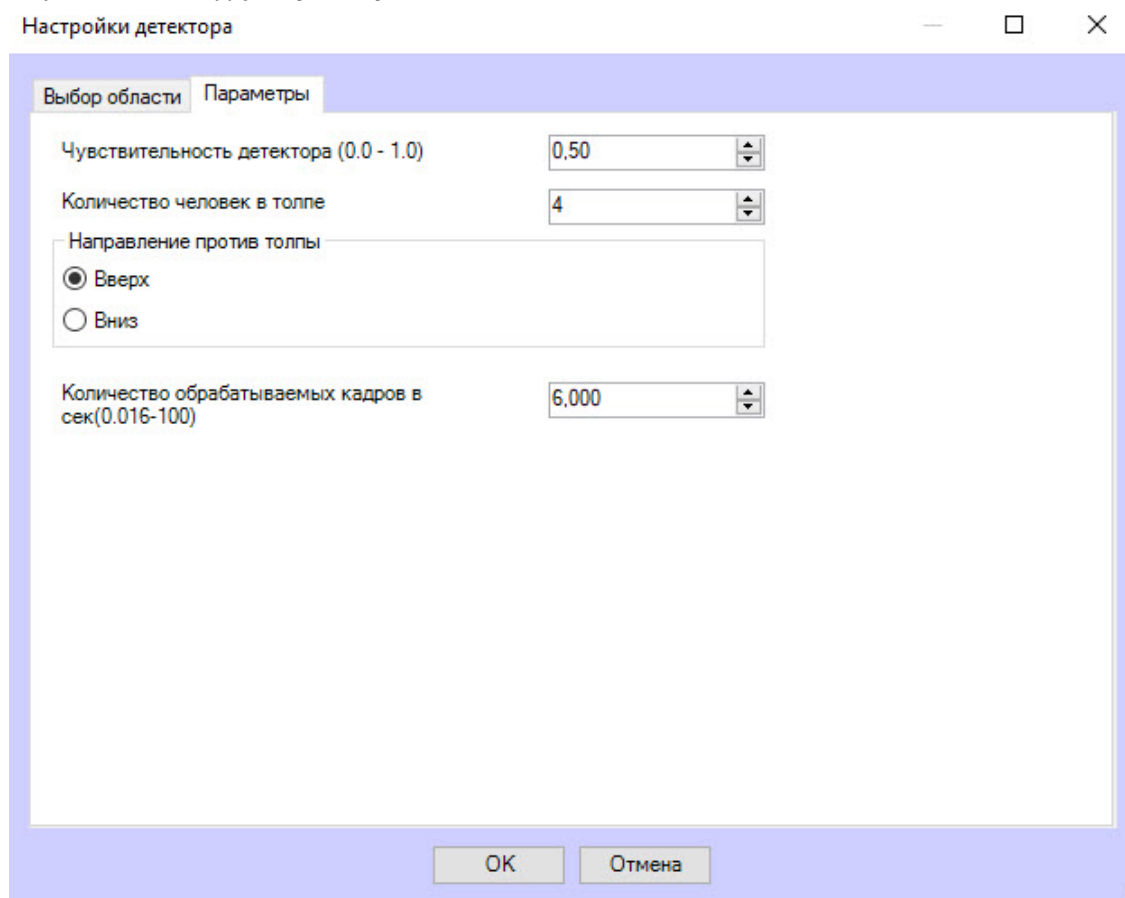 Настройки детектора
Выбор области Параметры
Чувствительность детектора (0.0 - 1.0) 0,50
Количество человек в толпе 4
Направление против толпы
Вверх
Вниз
Количество обрабатываемых кадров в 6,000
сек(0.016-100)
OK Отмена